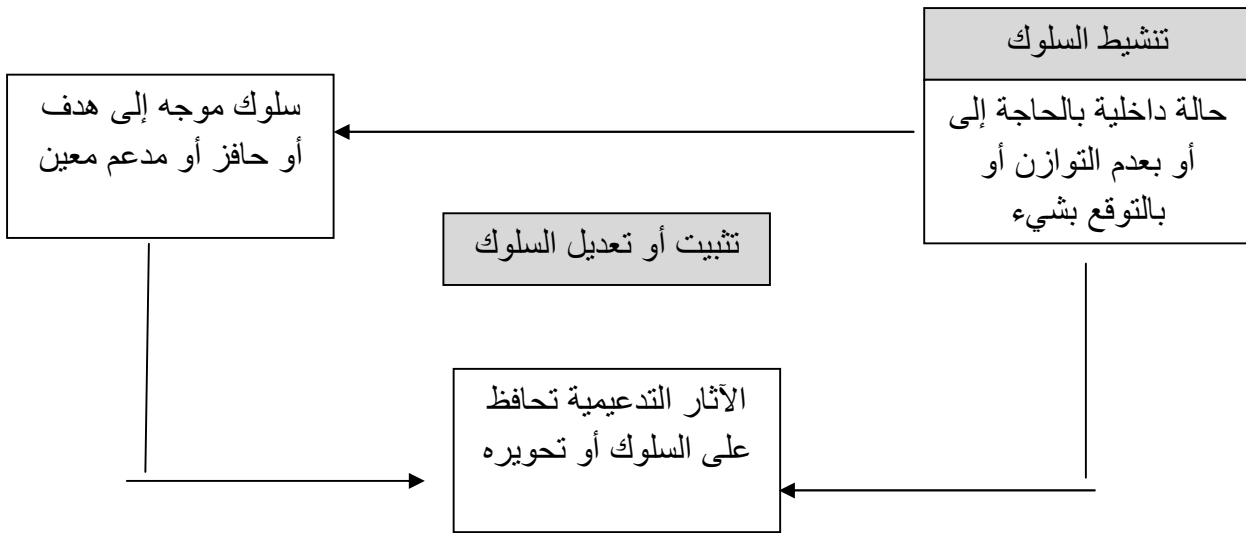 تنشيط السلوك
حالة داخلية بالحاجة إلى
أو بعدم التوازن أو
بالتوقع بشيء
سلوك موجه إلى هدف
أو حافز أو مدعم معين
تثبيت أو تعديل السلوك
الآثار التدعيمية تحافظ
على السلوك أو تحويره